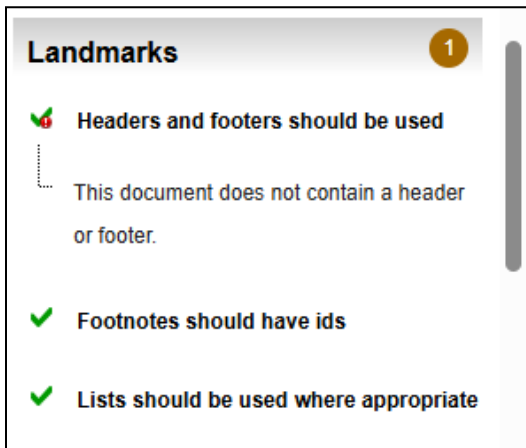 Landmarks
1
Headers and footers should be used
This document does not contain a header
or footer.
Footnotes should have ids
Lists should be used where appropriate